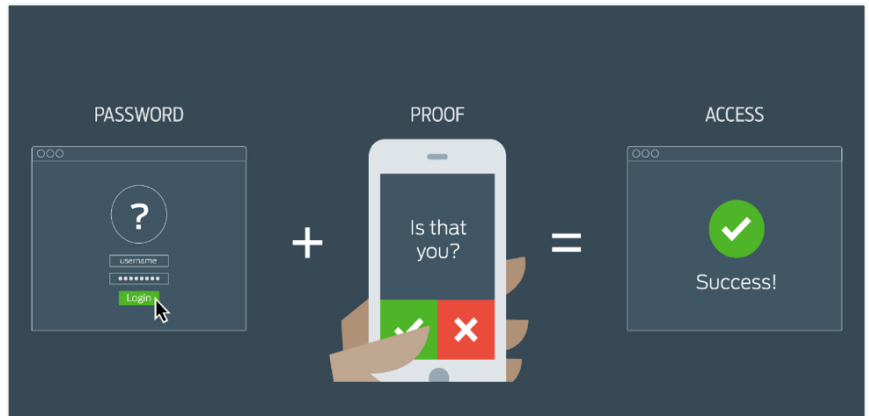 PASSWORD
PROOF
ACCESS
?
username
Login
+
Is that
you?
=
Success!